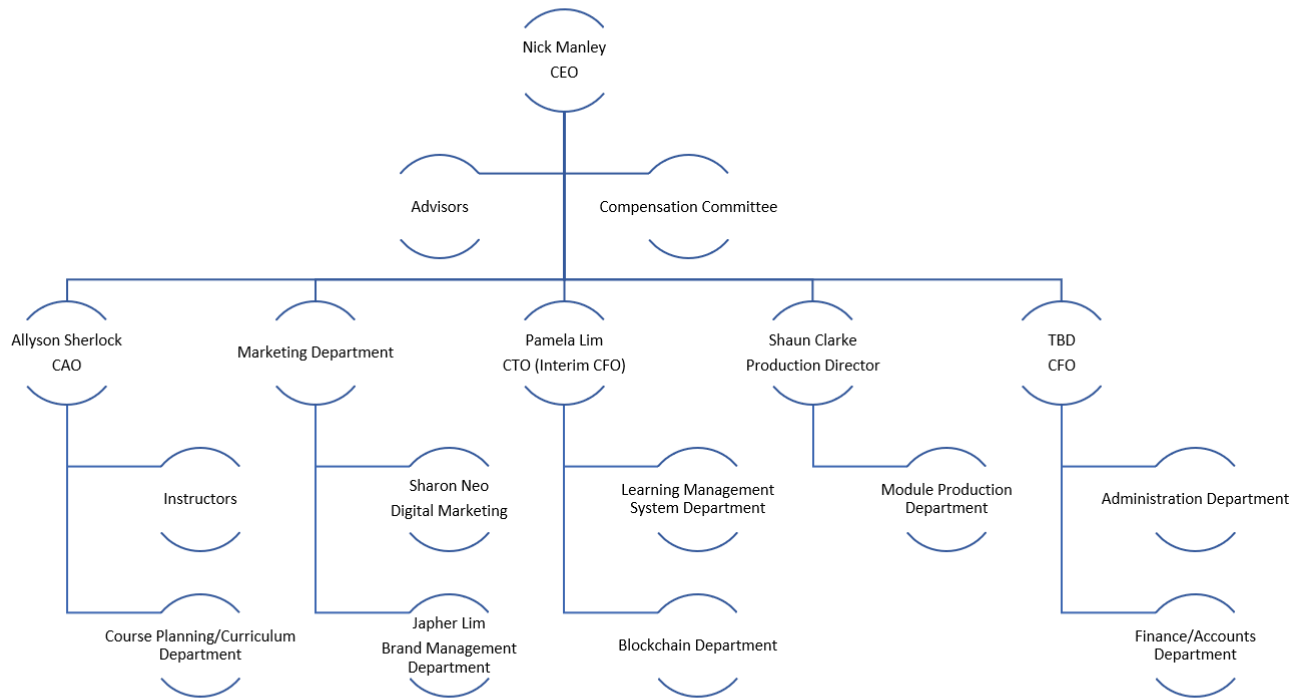 Nick Manley
CEO
Advisors
Compensation Committee
Allyson Sherlock
CAO
Marketing Department
Pamela Lim
CTO (Interim CFO)
Shaun Clarke
Production Director
TBD
CFO
Instructors
Sharon Neo
Digital Marketing
Learning Management
System Department
Module Production
Department
Administration Department
Course Planning/Curriculum
Department
Japher Lim
Brand Management
Department
Blockchain Department
Finance/Accounts
Department